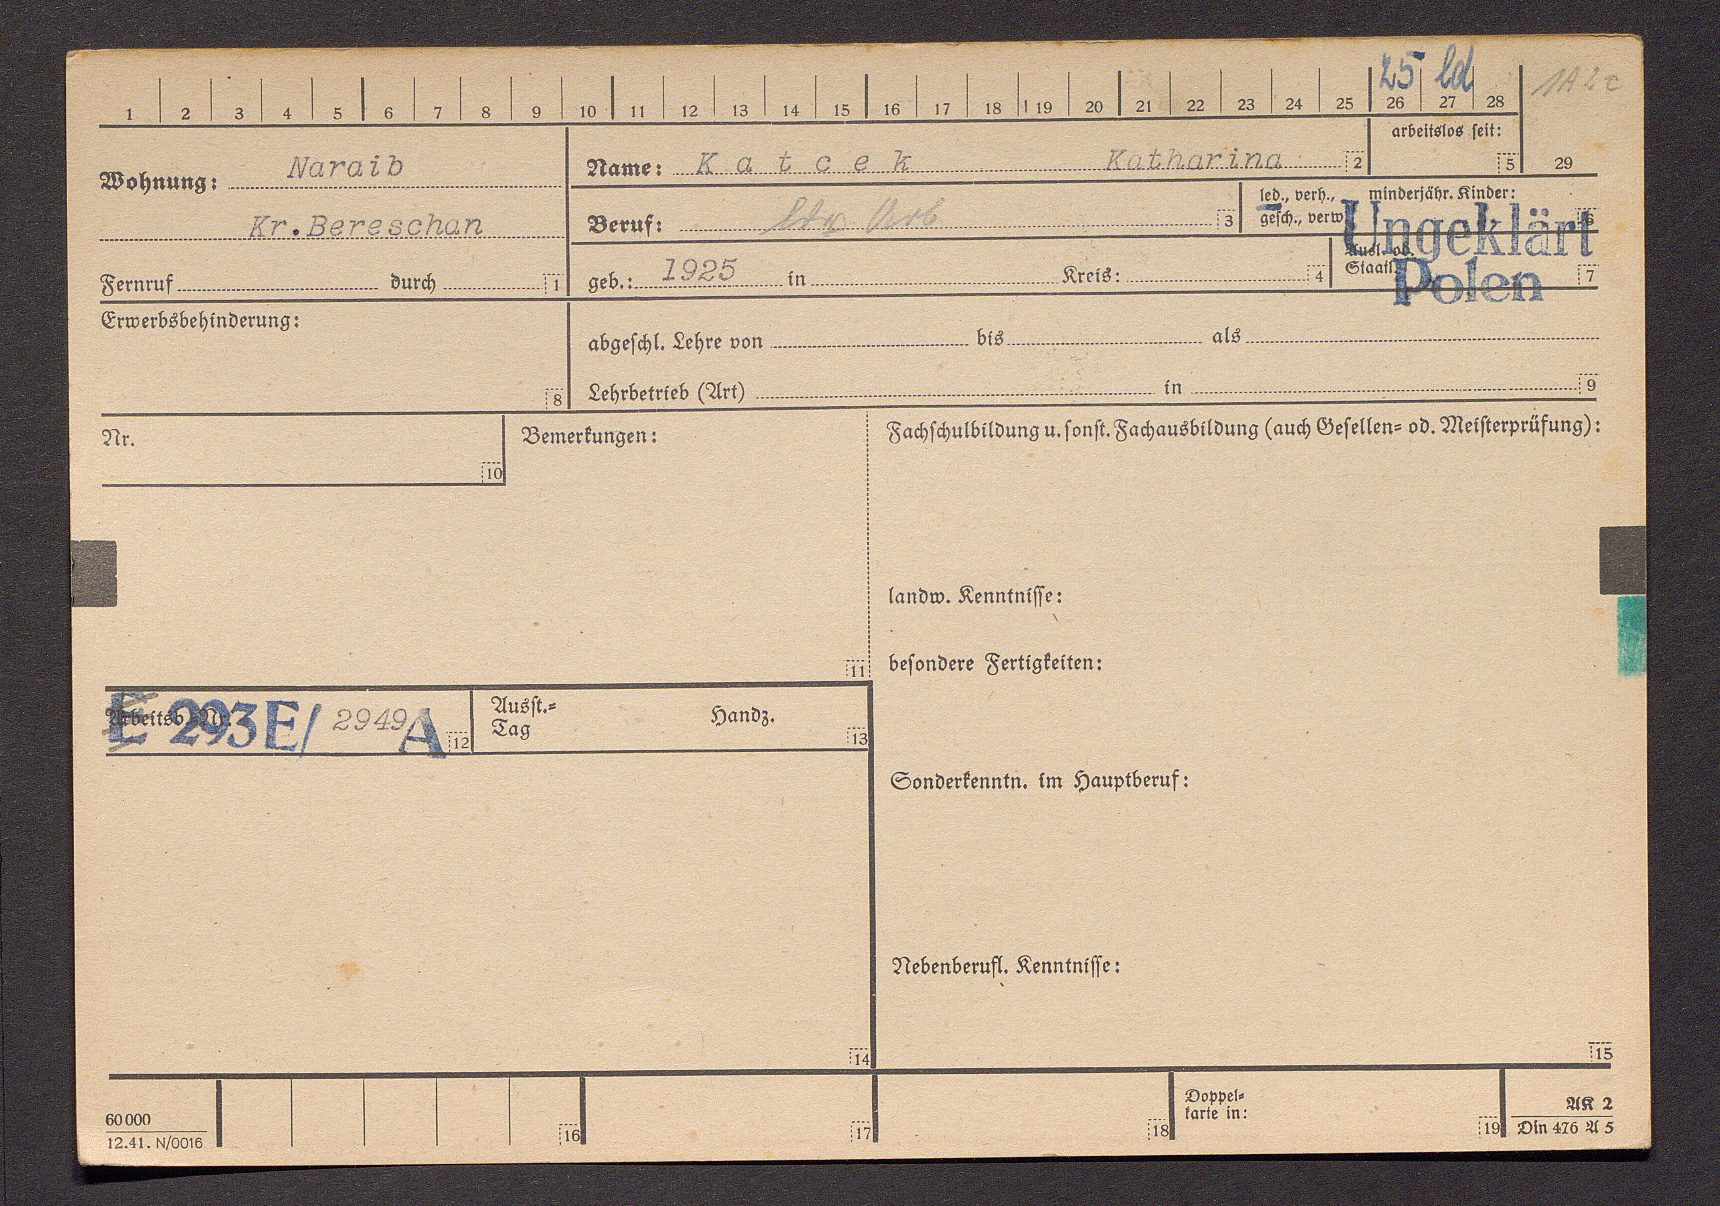 25 ld
1 2 3 4 5 6 7 8 9 10 11 12 13 14 15 16 17 18 19 20 21 22 23 24 25 26 27 28
29
Wohnung: Naraib
Kr.Bereschan
Fernruf durch 1
Name: K a t c e k Katharina 2
arbeitslos seit: 5
Beruf: ldw Arb 3
led., verh., gesch., verw
minderjähr. Kinder: 6
geb.: 1925 in Kreis: 4
Ausl. od. Staatl. 7
Ungeklärt
Polen
Erwerbsbehinderung: 8
abgeschl. Lehre von bis als
Lehrbetrieb (Art) in 9
Nr. 10
Bemerkungen: 11
Fachschulbildung u. sonst. Fachausbildung (auch Gesellen= od. Meisterprüfung):
landw. Kenntnisse:
besondere Fertigkeiten:
Arbeitsb.-Nr. E 293E/ 2949 A 12
Ausst.=
Tag
Handz. 13
Sonderkenntn. im Hauptberuf:
Nebenberufl. Kenntnisse:
14
15
60 000
12.41. N/0016
16
17
18
Doppel=
karte in: 19
AK 2
Din 476 A 5